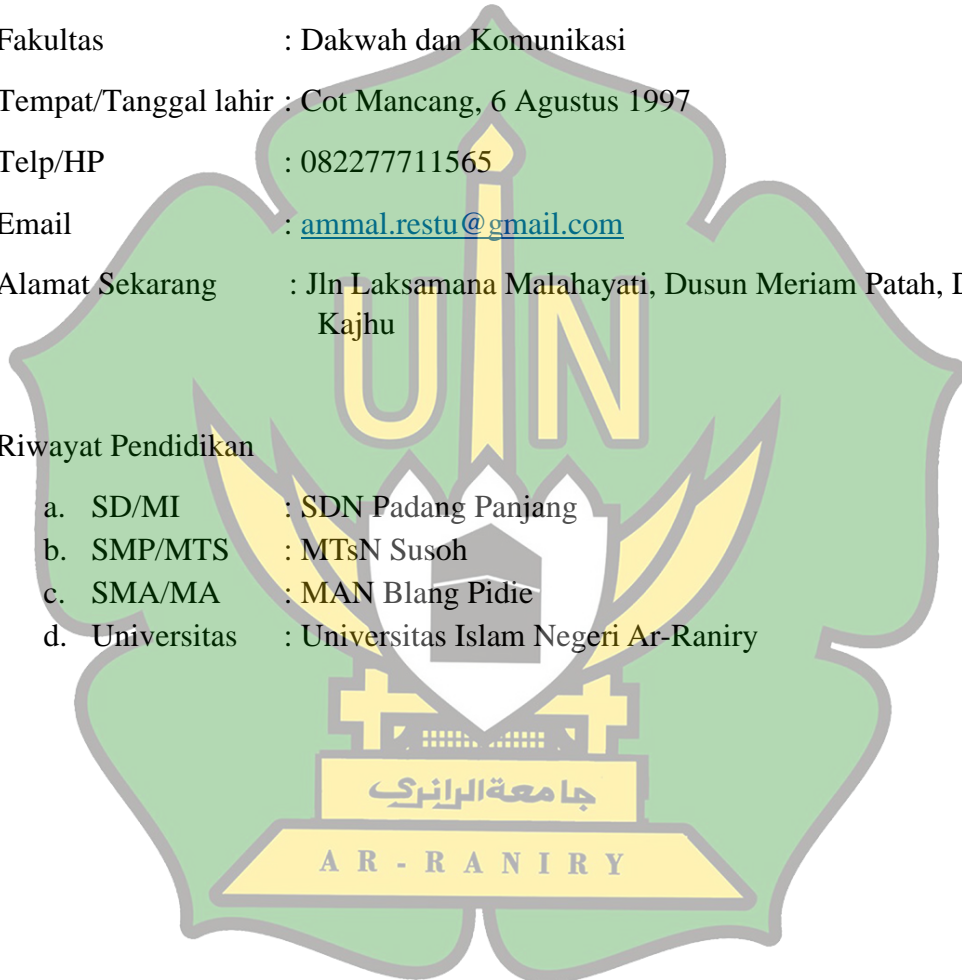 Fakultas : Dakwah dan Komunikasi
Tempat/Tanggal lahir : Cot Mancang, 6 Agustus 1997
Telp/HP : 082277711565
Email : ammal.restu@gmail.com
Alamat Sekarang : Jln Laksamana Malahayati, Dusun Meriam Patah, D
Kajhu
UIN
Riwayat Pendidikan
a. SD/MI : SDN Padang Panjang
b. SMP/MTS : MTsN Susoh
c. SMA/MA : MAN Blang Pidie
d. Universitas : Universitas Islam Negeri Ar-Raniry
جامعةالرانري
AR-RANIRY